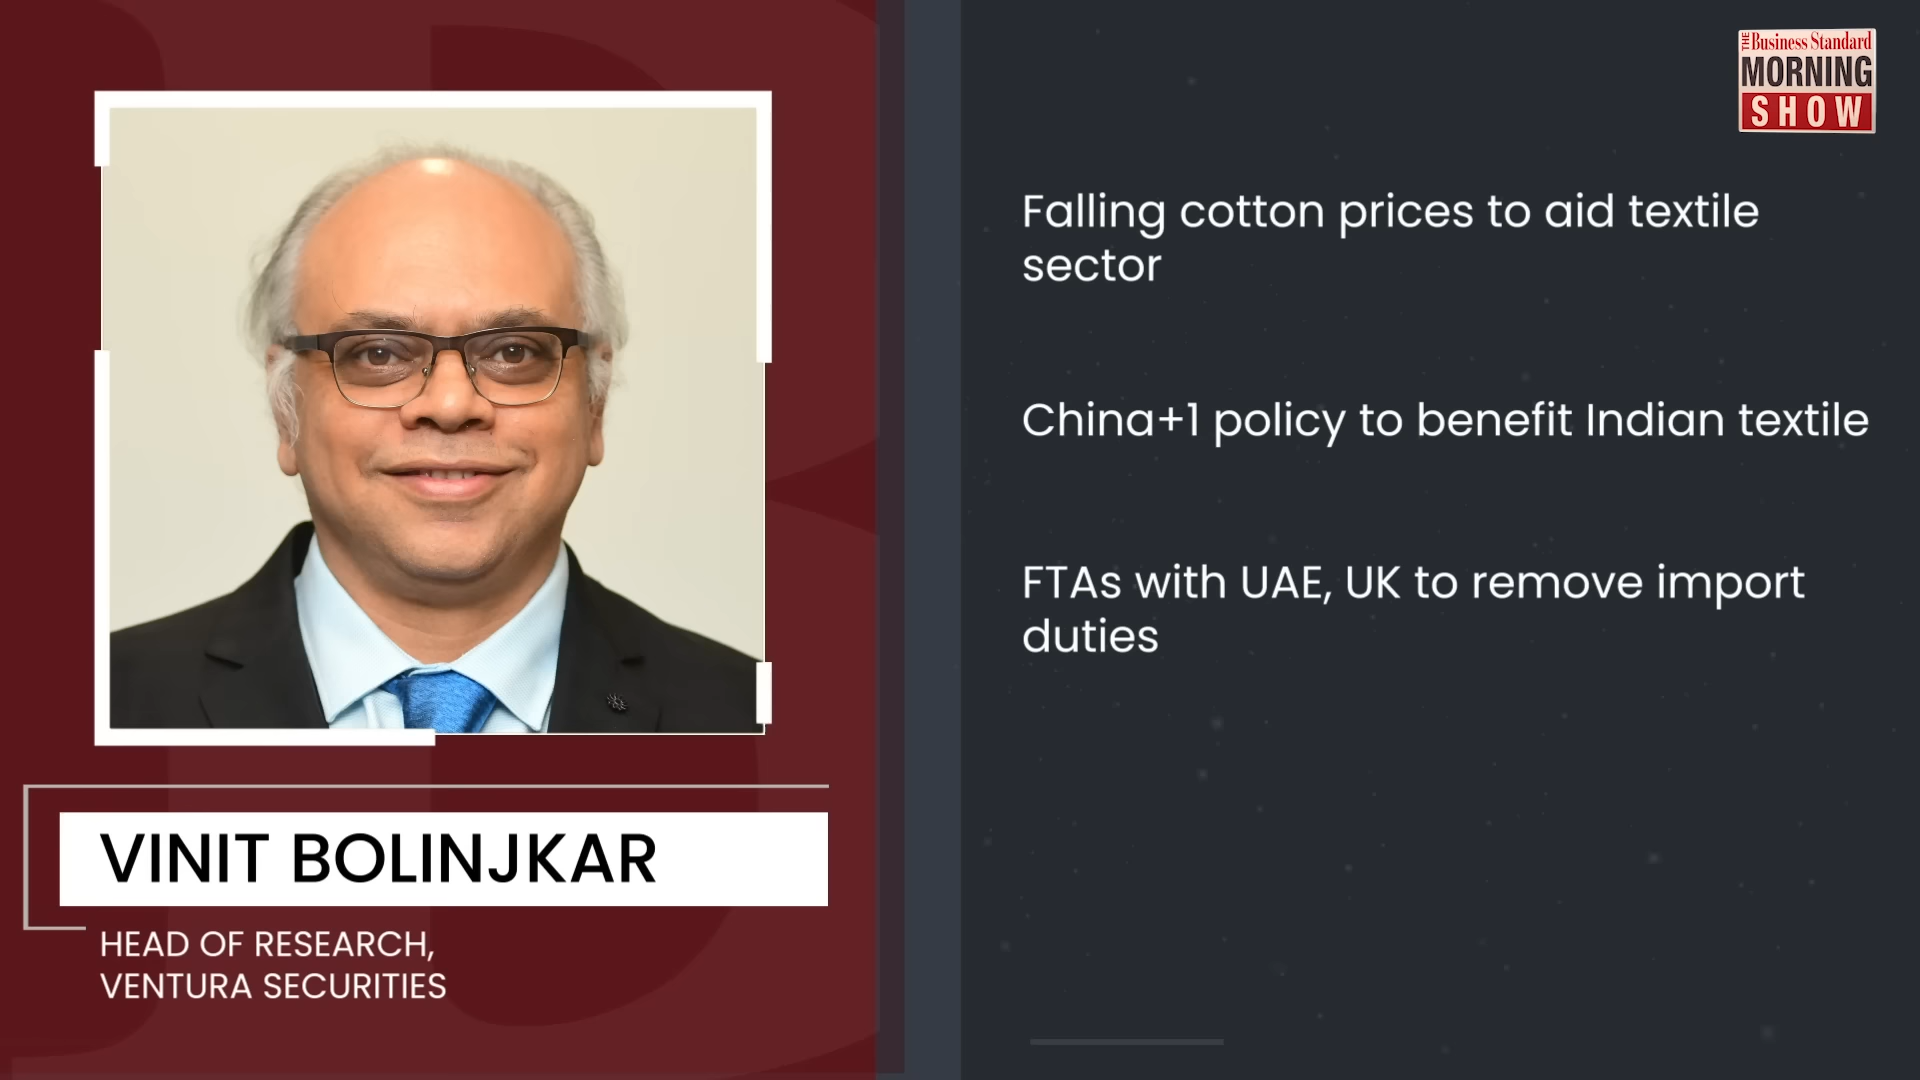 THE Business Standard
MORNING
SHOW
Falling cotton prices to aid textile
sector
China+1 policy to benefit Indian textile
FTAs with UAE, UK to remove import
duties
VINIT BOLINJKAR
HEAD OF RESEARCH,
VENTURA SECURITIES